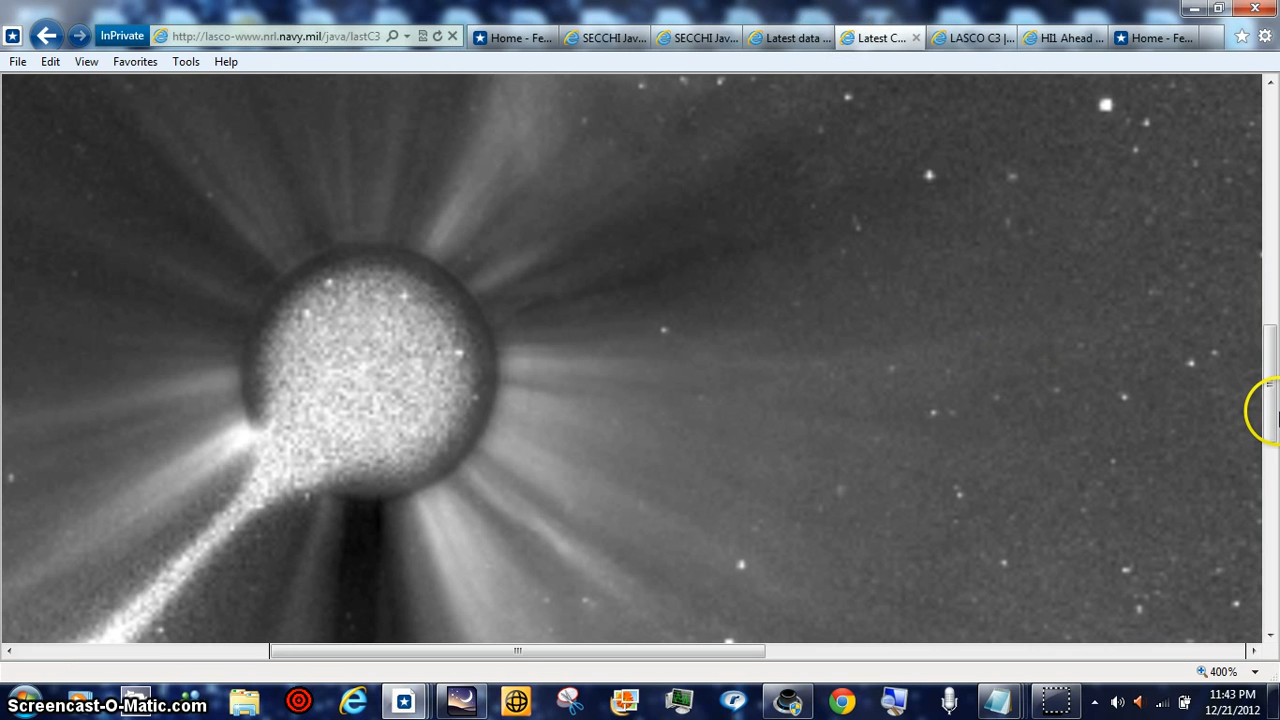 InPrivate
http://lasco-www.nrl.navy.mil/java/lastC3
Home - Fe...
SECCHI Jav...
SECCHI Jav...
Latest data ...
Latest C...
LASCO C3 |...
HI1 Ahead ...
Home - Fe...
File Edit View Favorites Tools Help
400%
11:43 PM
12/21/2012
Screencast-O-Matic.com